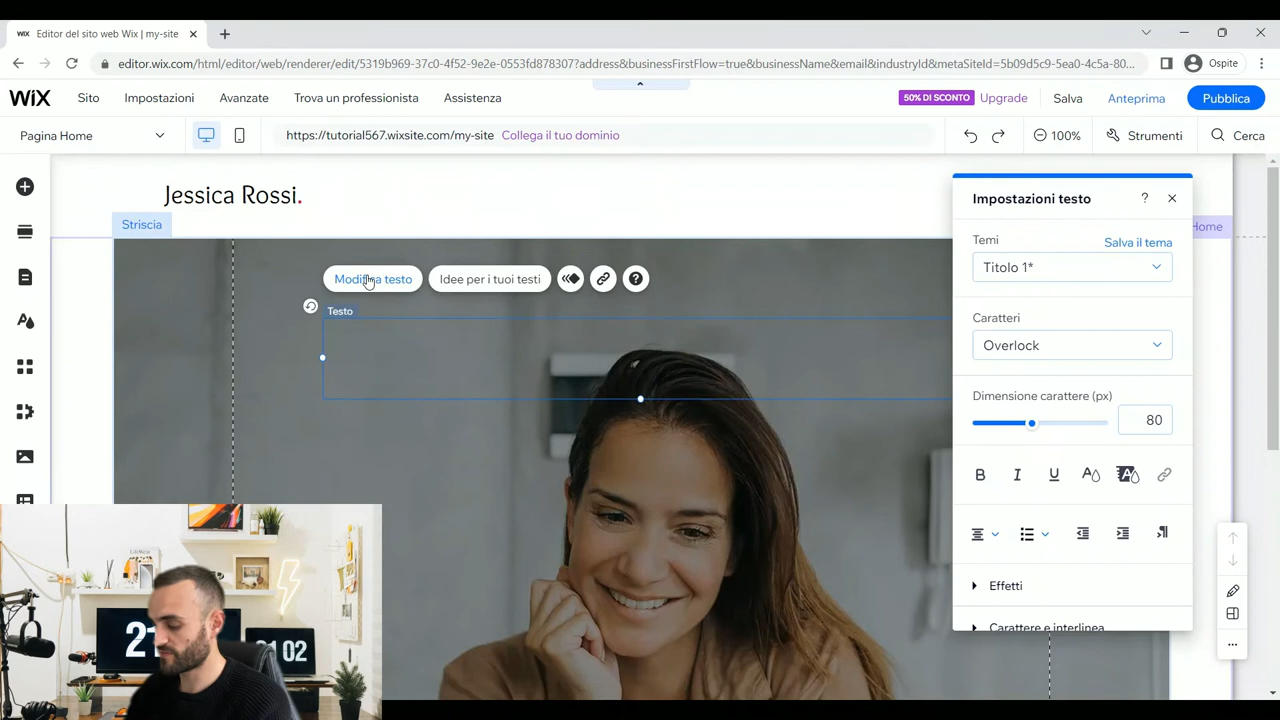 WiX Editor del sito web Wix | my-site
editor.wix.com/html/editor/web/renderer/edit/5319b969-37c0-4f52-9e2e-0553fd878307?address&businessFirstFlow=true&businessName&email&industryId&metaSiteId=5b09d5c9-5ea0-4c5a-80...
Ospite
WiX Sito Impostazioni Avanzate Trova un professionista Assistenza 50% DI SCONTO Upgrade Salva Anteprima Pubblica
Pagina Home https://tutorial567.wixsite.com/my-site Collega il tuo dominio 100% Strumenti Cerca
Jessica Rossi.
Striscia
Home
Modifica testo Idee per i tuoi testi
Testo
Impostazioni testo ?
Temi Salva il tema
Titolo 1*
Caratteri
Overlock
Dimensione carattere (px)
80
B I U A A
Effetti
Carattere e interlinea
21 02